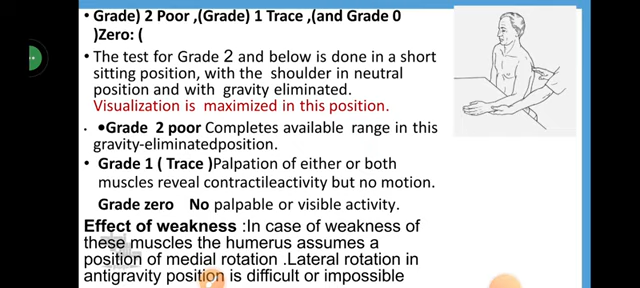 • Grade) 2 Poor ,(Grade) 1 Trace ,(and Grade 0
)Zero: (
• The test for Grade 2 and below is done in a short
sitting position, with the shoulder in neutral
position and with gravity eliminated.
Visualization is maximized in this position.
• •Grade 2 poor Completes available range in this
gravity-eliminatedposition.
• Grade 1 ( Trace )Palpation of either or both
muscles reveal contractileactivity but no motion.
Grade zero No palpable or visible activity.
Effect of weakness :In case of weakness of
these muscles the humerus assumes a
position of medial rotation .Lateral rotation in
antigravity position is difficult or impossible